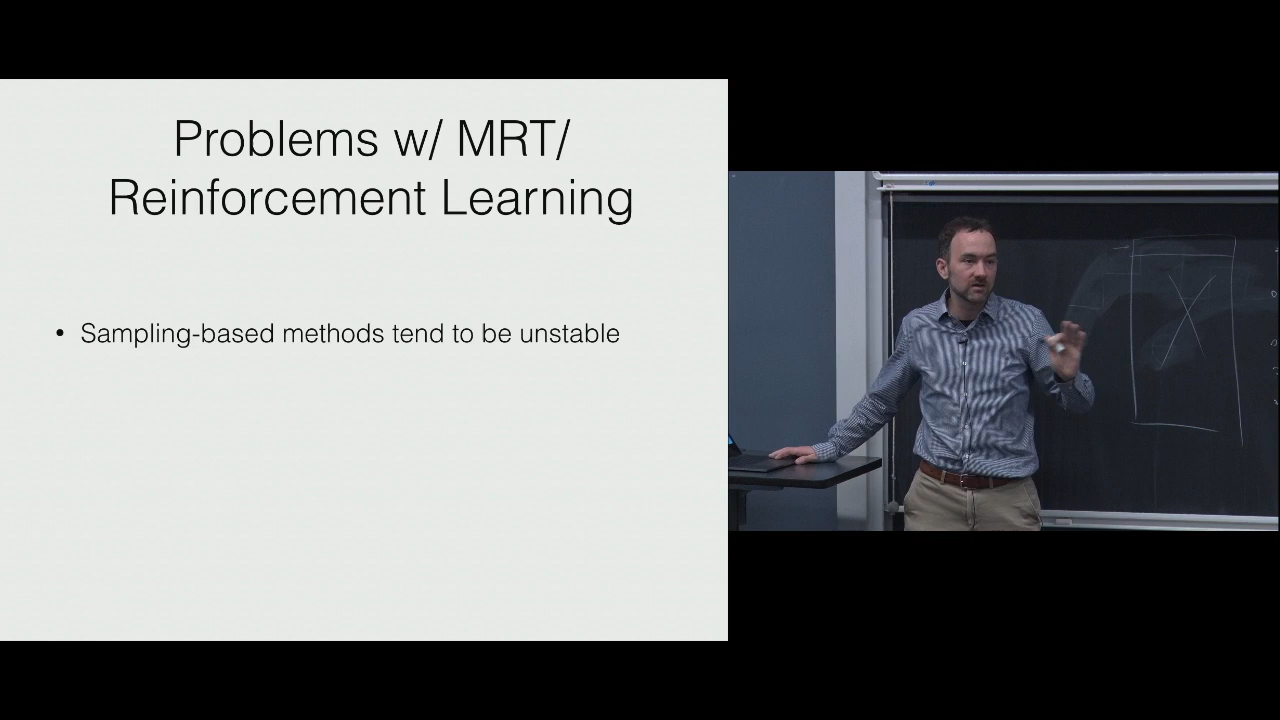 Problems w/ MRT/
Reinforcement Learning
• Sampling-based methods tend to be unstable